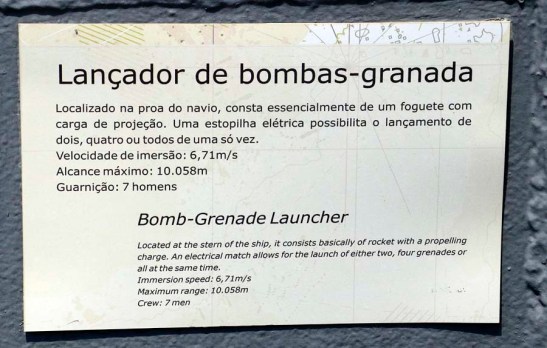 Lançador de bombas-granada
Localizado na proa do navio, consta essencialmente de um foguete com
carga de projeção. Uma estopilha elétrica possibilita o lançamento de
dois, quatro ou todos de uma só vez.
Velocidade de imersão: 6,71m/s
Alcance máximo: 10.058m
Guarnição: 7 homens
Bomb-Grenade Launcher
Located at the stern of the ship, it consists basically of rocket with a propelling
charge. An electrical match allows for the launch of either two, four grenades or
all at the same time.
Immersion speed: 6,71m/s
Maximum range: 10.058m
Crew: 7 men